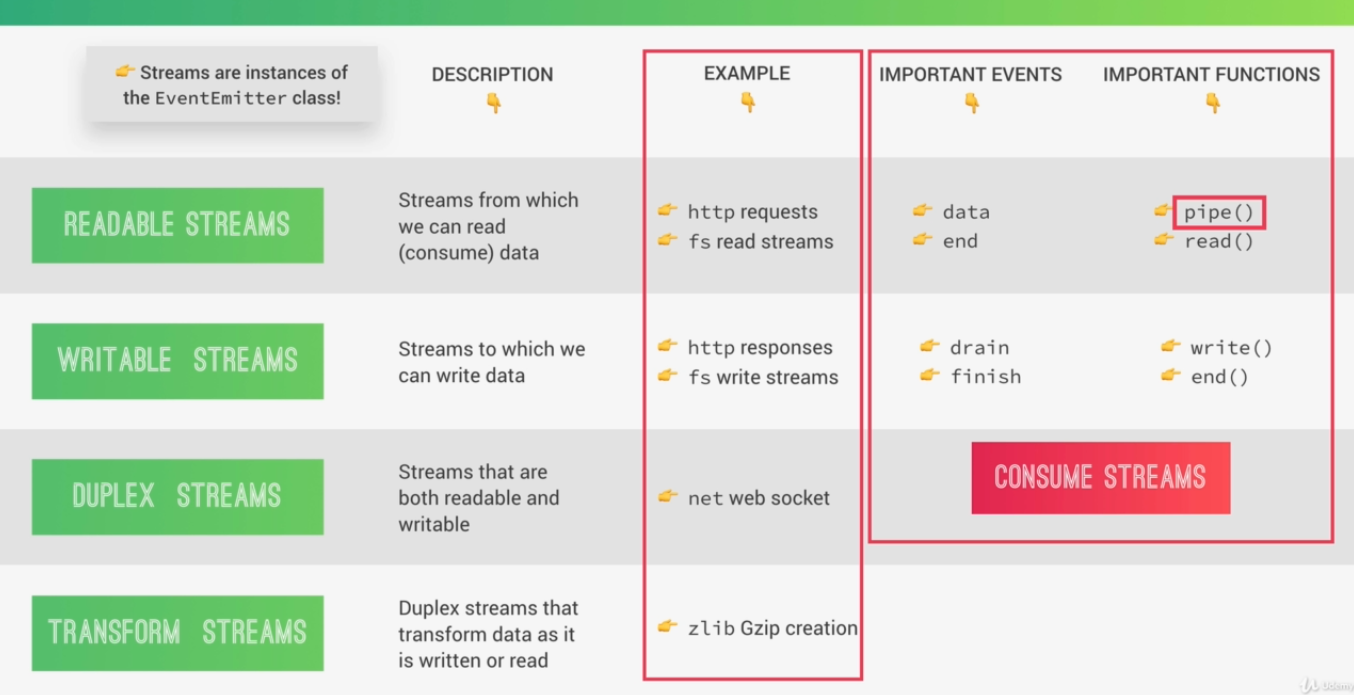 👉 Streams are instances of
the EventEmitter class!
DESCRIPTION
👇
EXAMPLE
👇
IMPORTANT EVENTS
👇
IMPORTANT FUNCTIONS
👇
READABLE STREAMS
Streams from which
we can read
(consume) data
👉 http requests
👉 fs read streams
👉 data
👉 end
👉 pipe()
👉 read()
WRITABLE STREAMS
Streams to which we
can write data
👉 http responses
👉 fs write streams
👉 drain
👉 finish
👉 write()
👉 end()
DUPLEX STREAMS
Streams that are
both readable and
writable
👉 net web socket
CONSUME STREAMS
TRANSFORM STREAMS
Duplex streams that
transform data as it
is written or read
👉 zlib Gzip creation
Udemy